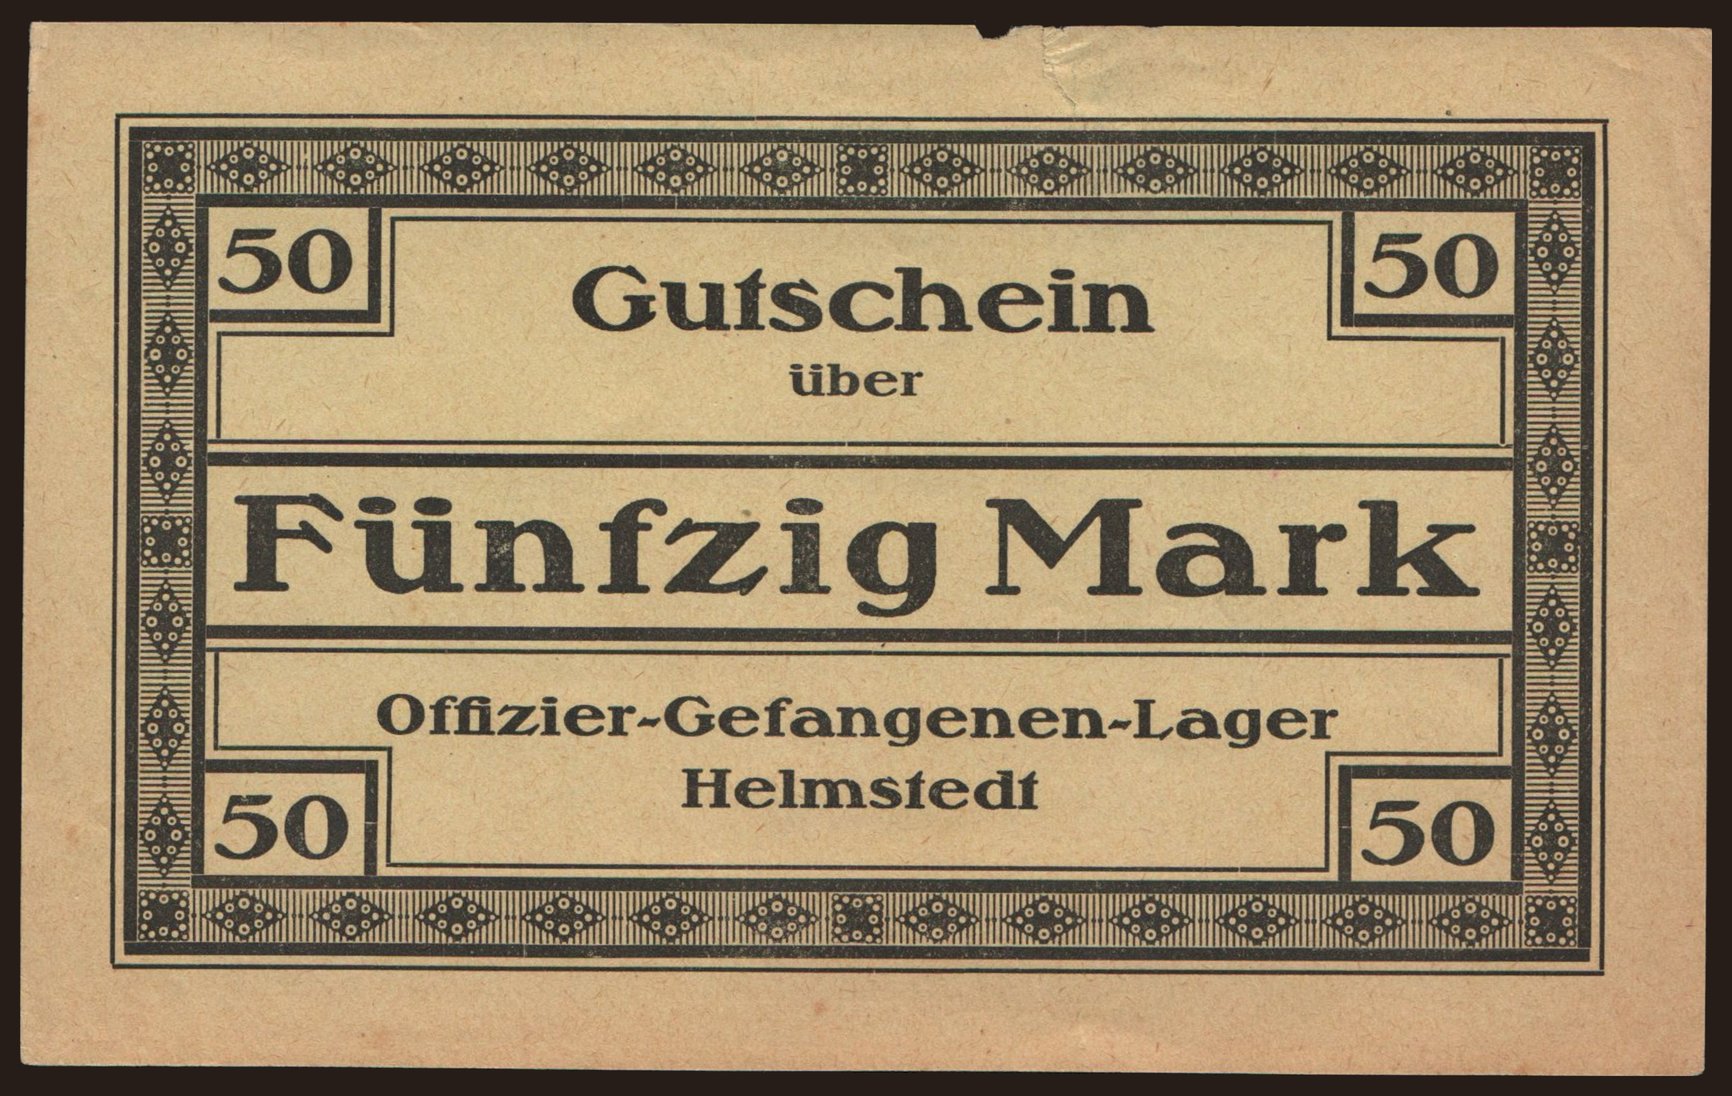 50
50
Gutschein
über
Fünfzig Mark
Offizier-Gefangenen-Lager
Helmstedt
50
50